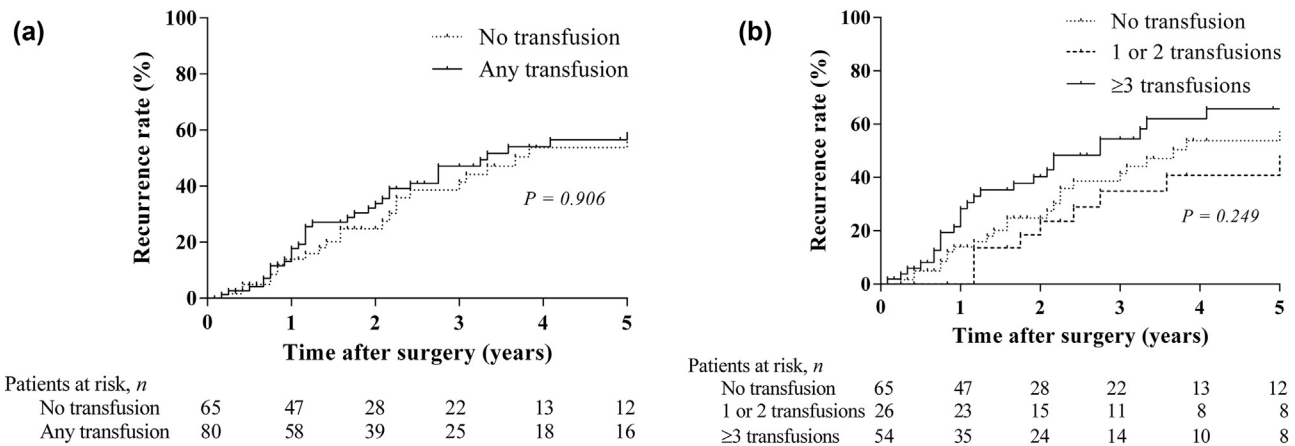 (a)
100
80
60
40
20
0
Recurrence rate (%)
No transfusion
Any transfusion
P = 0.906
0 1 2 3 4 5
Time after surgery (years)
Patients at risk, n
No transfusion 65 47 28 22 13 12
Any transfusion 80 58 39 25 18 16
(b)
100
80
60
40
20
0
Recurrence rate (%)
No transfusion
1 or 2 transfusions
≥3 transfusions
P = 0.249
0 1 2 3 4 5
Time after surgery (years)
Patients at risk, n
No transfusion 65 47 28 22 13 12
1 or 2 transfusions 26 23 15 11 8 8
≥3 transfusions 54 35 24 14 10 8